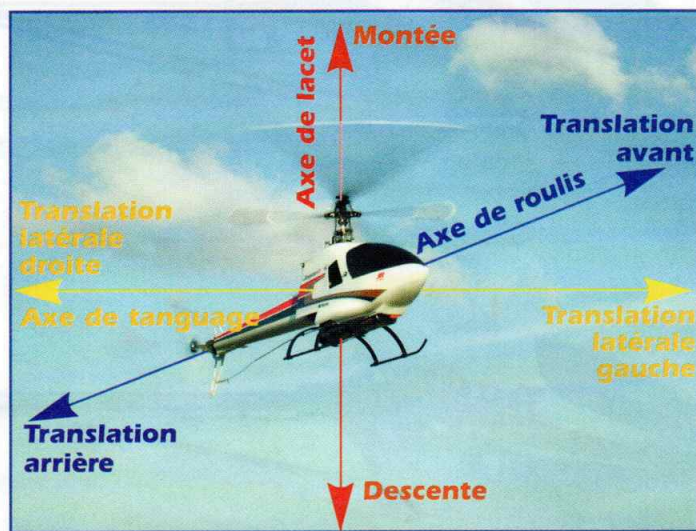 Montée
Axe de lacet
Translation
avant
Axe de roulis
Translation
latérale
droite
Axe de tanguage
Translation
latérale
gauche
Translation
arrière
Descente